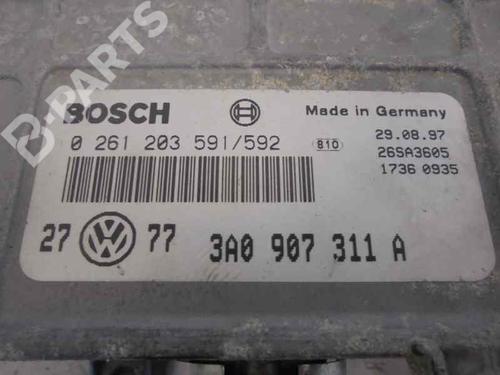 B-PARTS
BOSCH
Made in Germany
0 261 203 591/592
810
29.08.97
26SA3605
1736 0935
27 VW 77 3A0 907 311 A